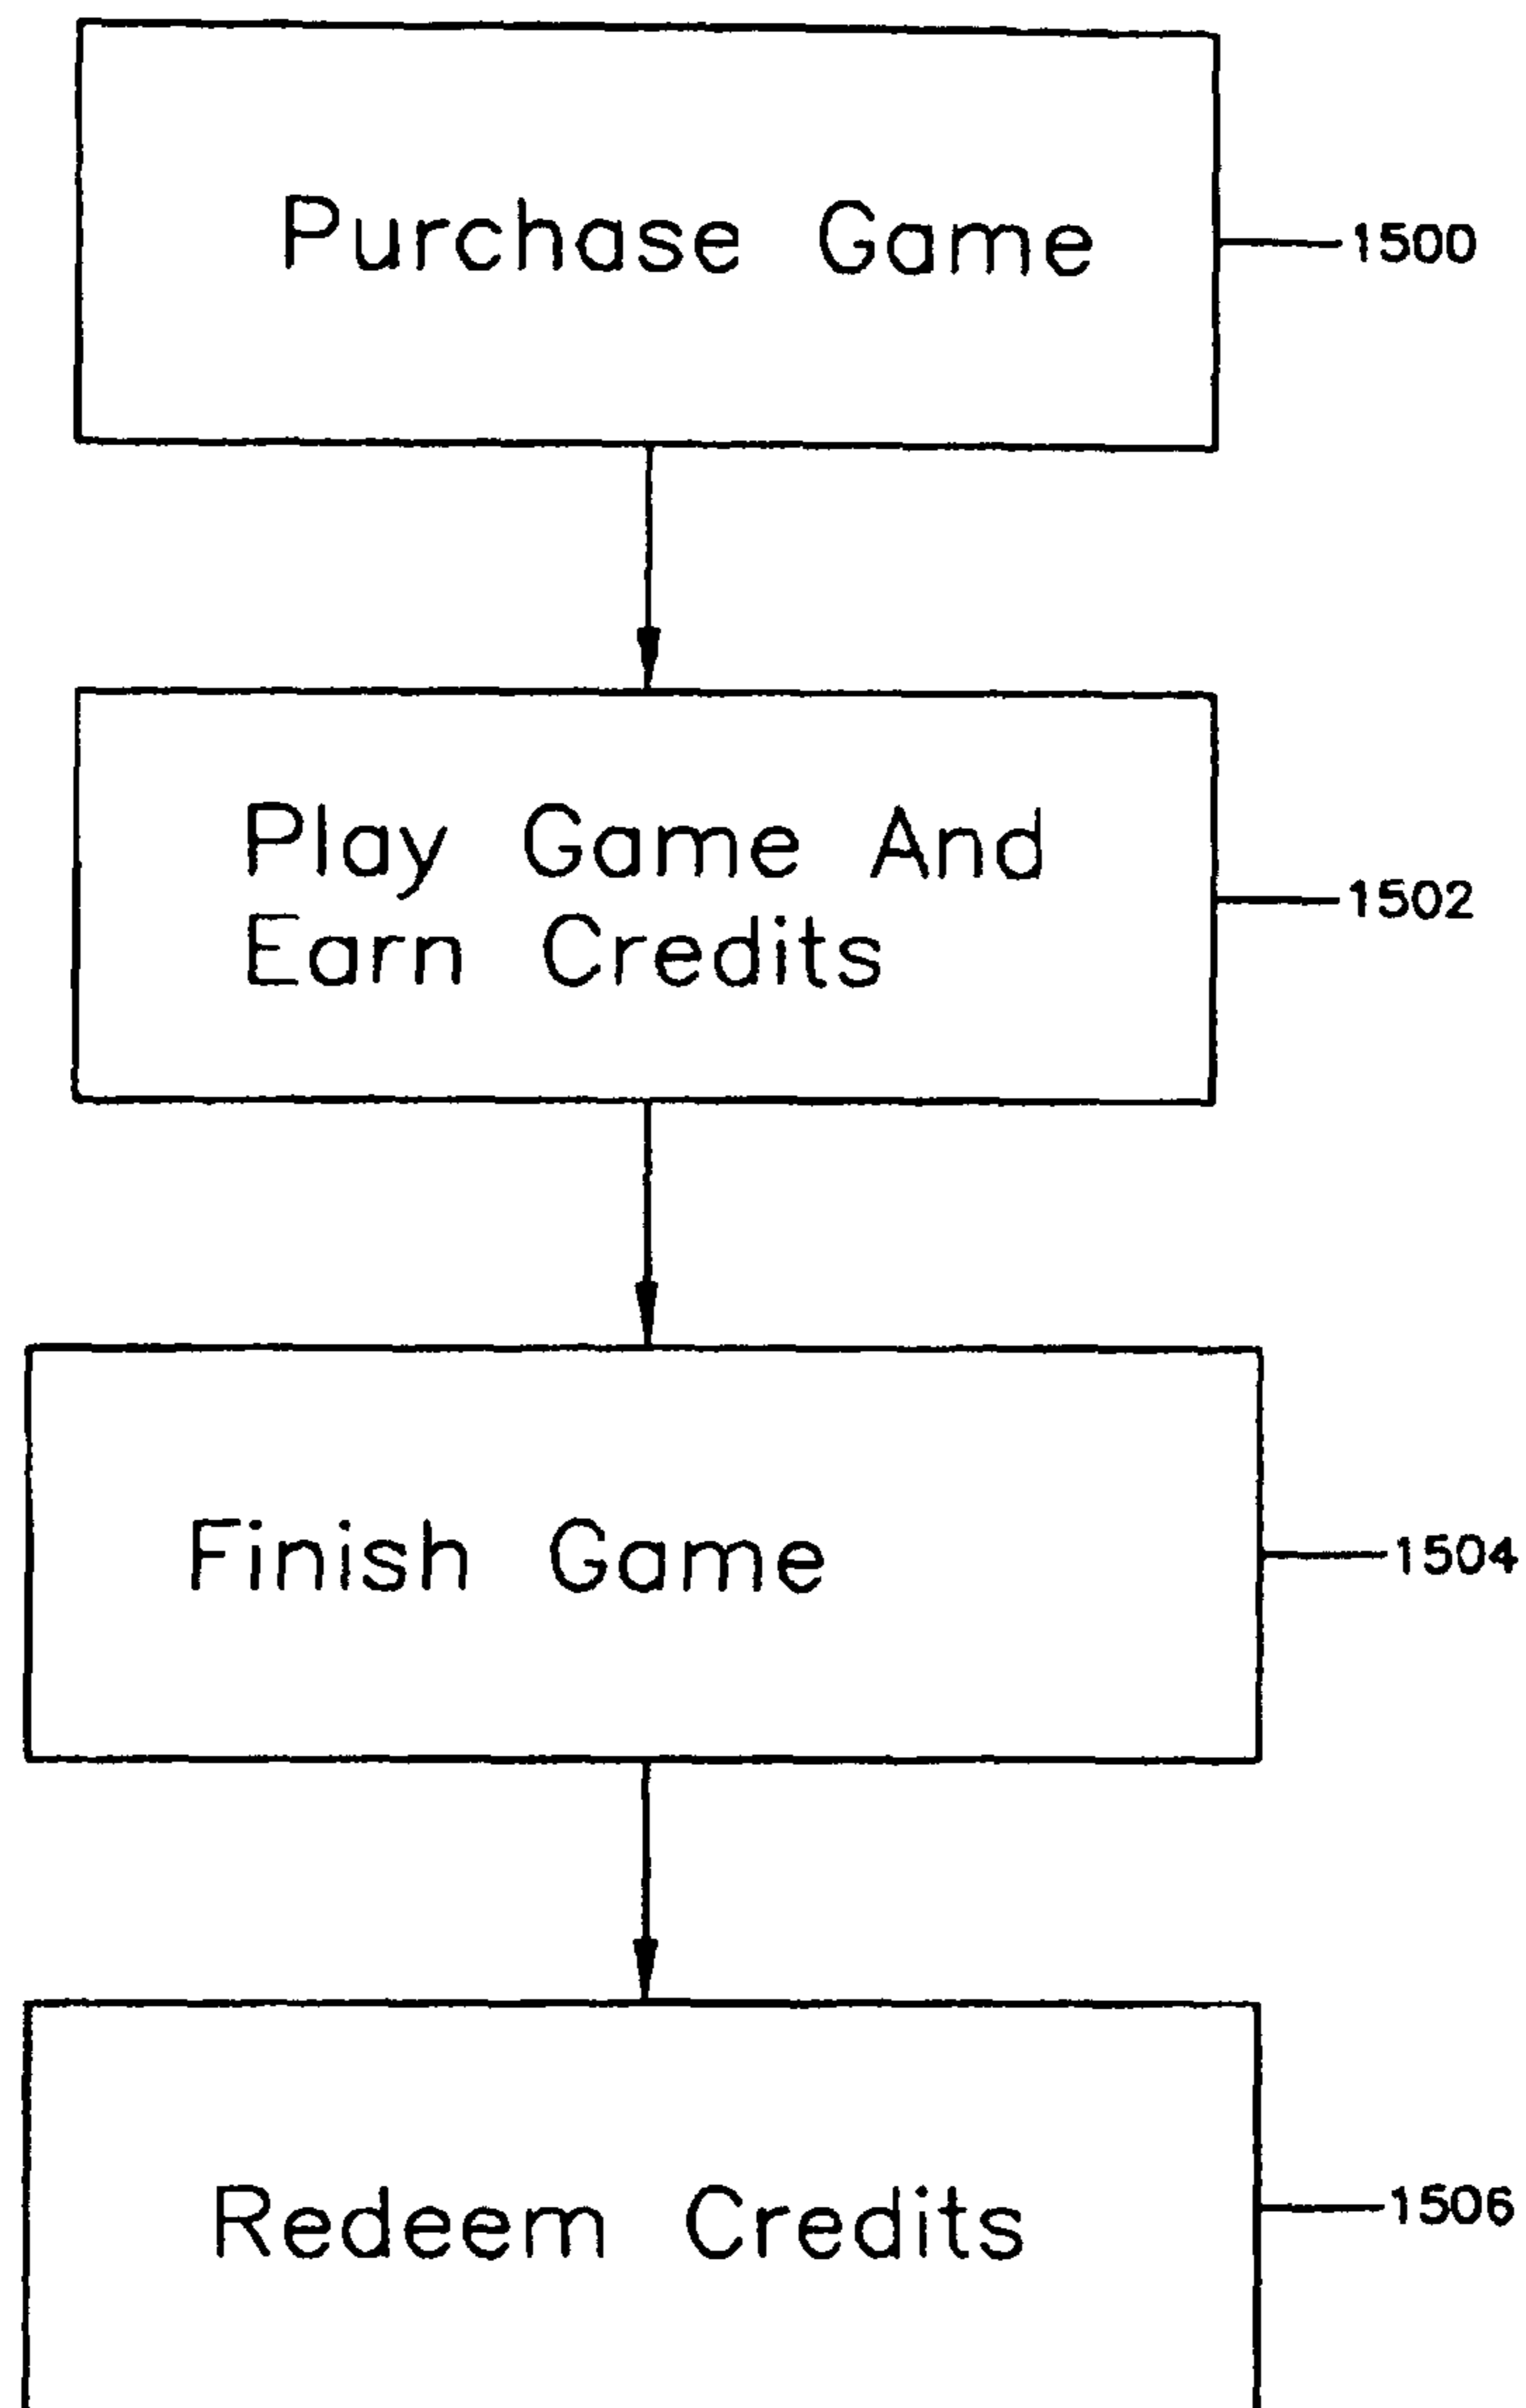 Purchase Game
1500
Play Game And
Earn Credits
1502
Finish Game
1504
Redeem Credits
1506